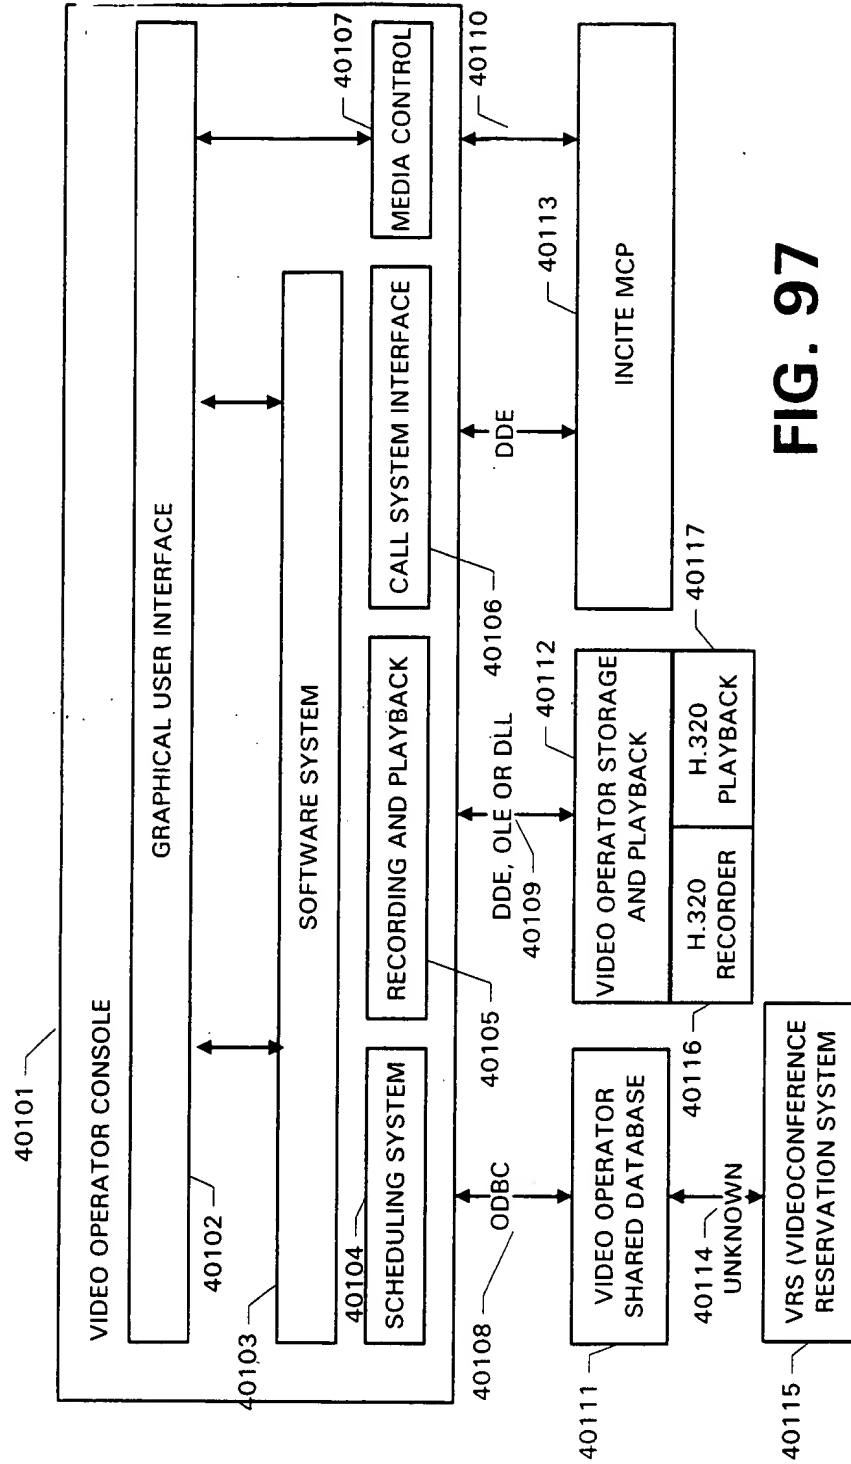 40101
VIDEO OPERATOR CONSOLE
40102
GRAPHICAL USER INTERFACE
40103
SOFTWARE SYSTEM
40104
SCHEDULING SYSTEM
40105
RECORDING AND PLAYBACK
40106
CALL SYSTEM INTERFACE
40107
MEDIA CONTROL
40108
ODBC
DDE, OLE OR DLL
40109
DDE
40110
40111
VIDEO OPERATOR
SHARED DATABASE
40112
VIDEO OPERATOR STORAGE
AND PLAYBACK
40113
INCITE MCP
40116
H.320
RECORDER
H.320
PLAYBACK
40117
40114
UNKNOWN
40115
VRS (VIDEOCONFERENCE
RESERVATION SYSTEM
FIG. 97